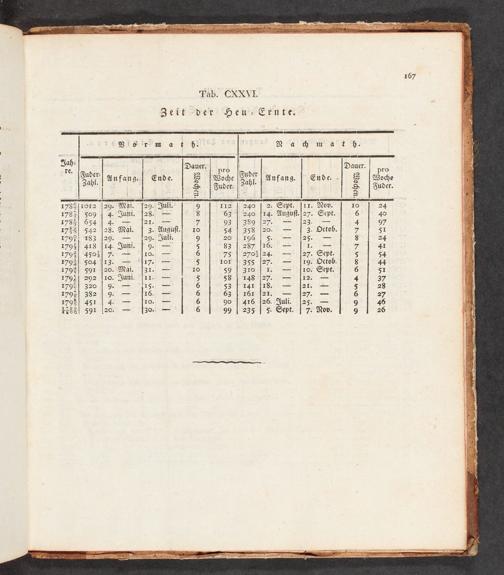 167
Tab. CXXVI.
Zeit der Heu-Ernte.
Vormath. Nachmath.
Jah-re. Fuder-Zahl. Anfang. Ende. Dauer. Wochen pro Woche Fuder. Fuder Zahl. Anfang. Ende. Dauer. Wochen pro Woche Fuder.
1012 29. Mai. 29. Juli. 9 112 240 2. Sept. 11. Nov. 10 24
509 4. Juni. 28. — 8 63 240 14. August. 27. Sept. 6 40
654 4. — 21. — 7 93 389 27. — 23. — 4 97
542 28. Mai. 3. August. 10 54 358 20. — 3. Octob. 7 51
183 29. — 29. Juli. 9 20 196 5. — 25. — 8 24
418 14. Juni. 9. — 5 83 287 16. — 1. — 7 41
7. — 10. — 6 75 24. — 27. Sept. 5 54
504 13. — 17. — 5 101 355 27. — 19. Octob. 8 44
591 20. Mai. 31. — 10 59 310 1. — 10. Sept. 6 51
292 10. Juni. 11. — 5 58 148 27. — 12. — 4 37
320 9. — 15. — 6 53 141 18. — 21. — 5 28
382 9. — 16. — 6 63 161 21. — 27. — 6 27
451 4. — 10. — 6 90 416 26. Juli. 25. — 9 46
591 20. — 30. — 6 99 235 5. Sept. 7. Nov. 9 26